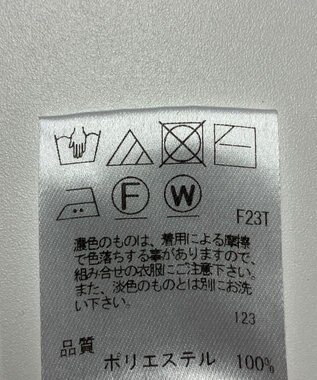 F W F23T
濃色のものは、着用による摩擦
で色落ちする事がありますので、
組み合せの衣服にご注意下さい。
また、淡色のものとは別にお洗
い下さい。
123
品質
ポリエステル 100%